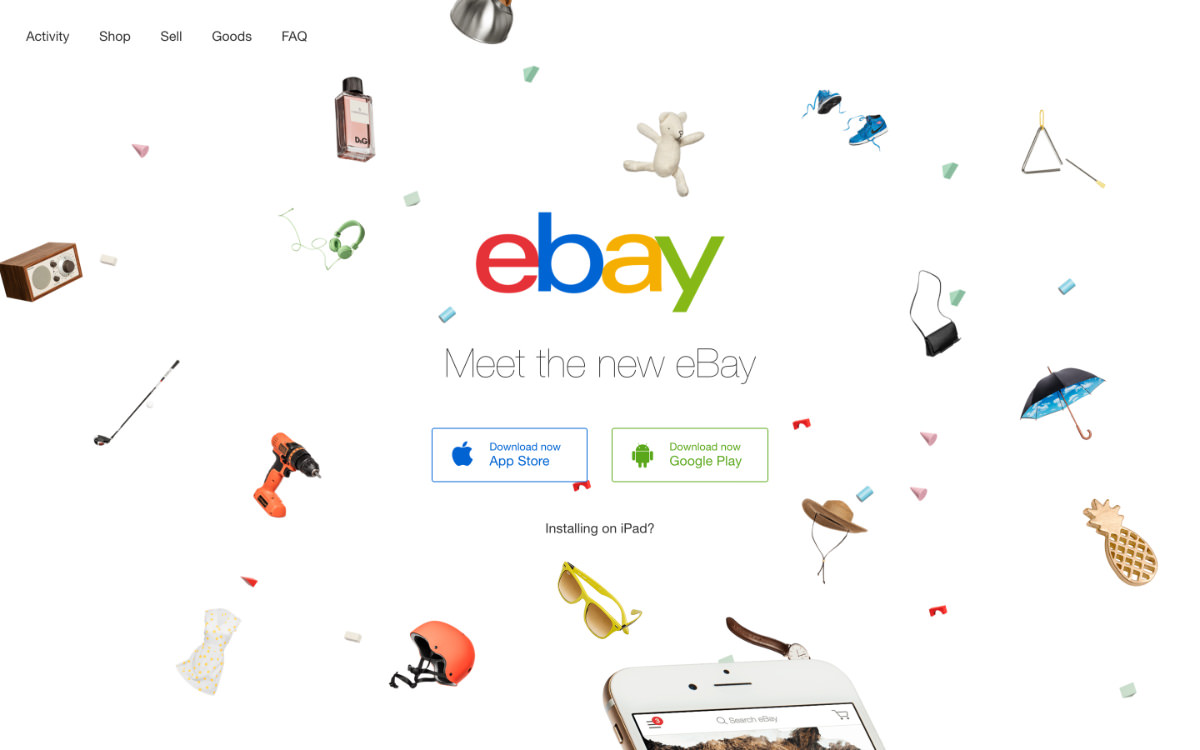 Activity Shop Sell Goods FAQ
D&G
ebay
Meet the new eBay
Download now
App Store
Download now
Google Play
Installing on iPad?
Search eBay